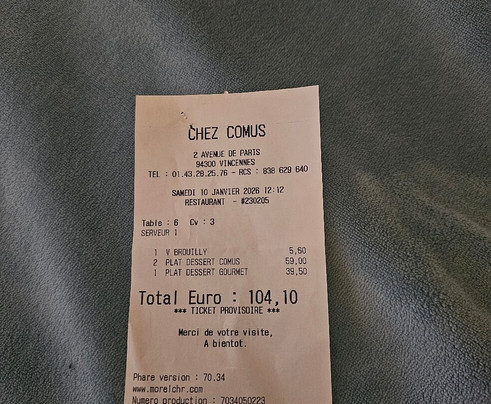 CHEZ COMUS
2 AVENUE DE PARIS
94300 VINCENNES
TEL : 01.43.28.25.76 - RCS : 838 629 640
SAMEDI 10 JANVIER 2026 12:12
RESTAURANT - #230205
Table : 6 Cv : 3
SERVEUR 1
1 V BROUILLY 5,60
2 PLAT DESSERT COMUS 59,00
1 PLAT DESSERT GOURMET 39,50
Total Euro : 104,10
*** TICKET PROVISOIRE ***
Merci de votre visite,
A bientot.
Phare version : 70.34
www.morelchr.com
Numero production : 7034050223